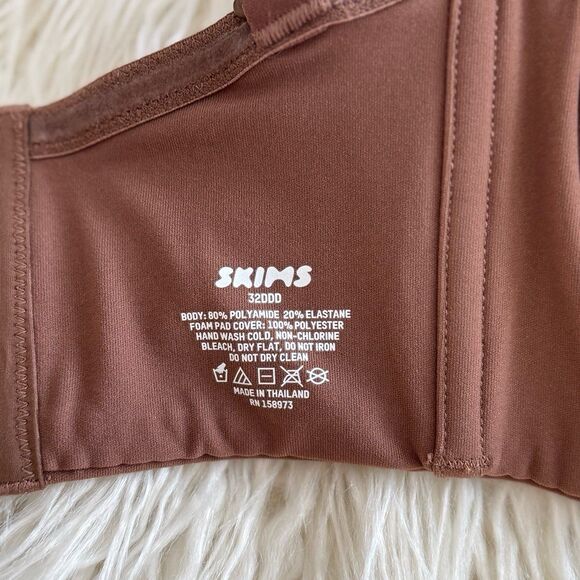 SKIMS
32DDD
BODY: 80% POLYAMIDE 20% ELASTANE
FOAM PAD COVER: 100% POLYESTER
HAND WASH COLD, NON-CHLORINE
BLEACH, DRY FLAT, DO NOT IRON
DO NOT DRY CLEAN
MADE IN THAILAND
RN 158973